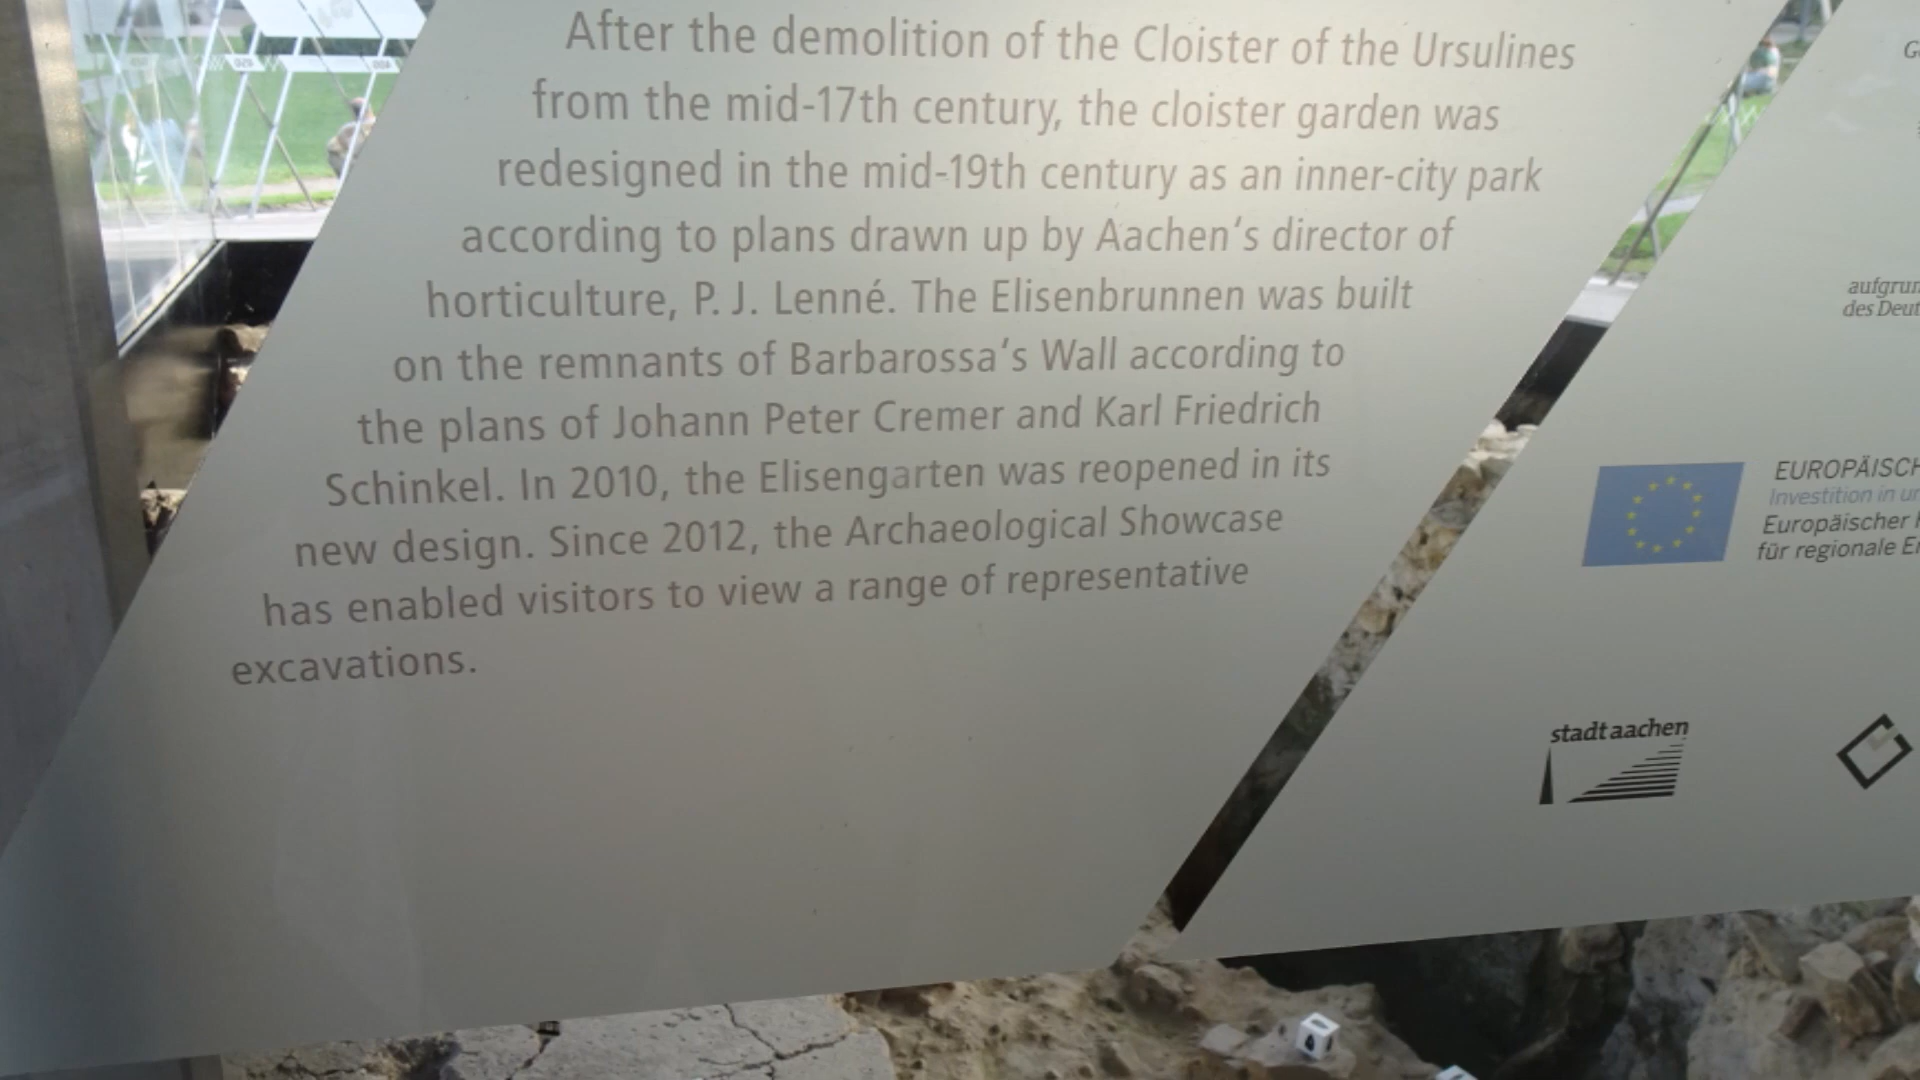 After the demolition of the Cloister of the Ursulines
from the mid-17th century, the cloister garden was
redesigned in the mid-19th century as an inner-city park
according to plans drawn up by Aachen's director of
horticulture, P. J. Lenné. The Elisenbrunnen was built
on the remnants of Barbarossa's Wall according to
the plans of Johann Peter Cremer and Karl Friedrich
Schinkel. In 2010, the Elisengarten was reopened in its
new design. Since 2012, the Archaeological Showcase
has enabled visitors to view a range of representative
excavations.
des
Investition in
Europäischer
für regionale
stadt aachen